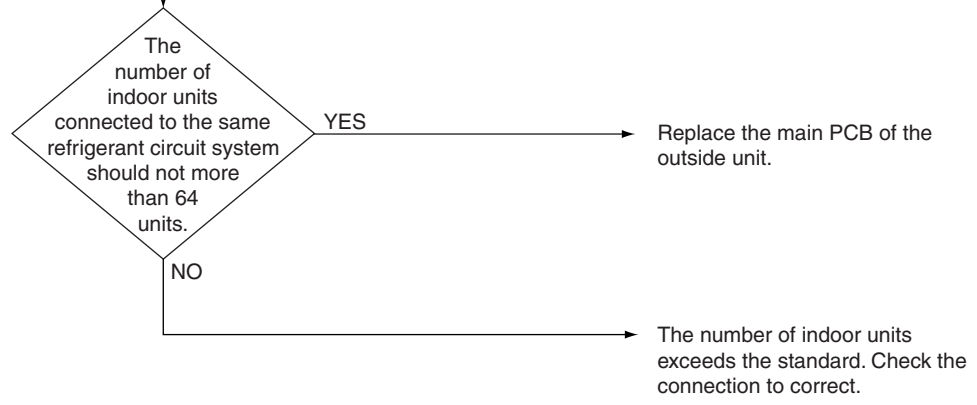 The
number of
indoor units
connected to the same
refrigerant circuit system
should not more
than 64
units.
YES
Replace the main PCB of the
outside unit.
NO
The number of indoor units
exceeds the standard. Check the
connection to correct.